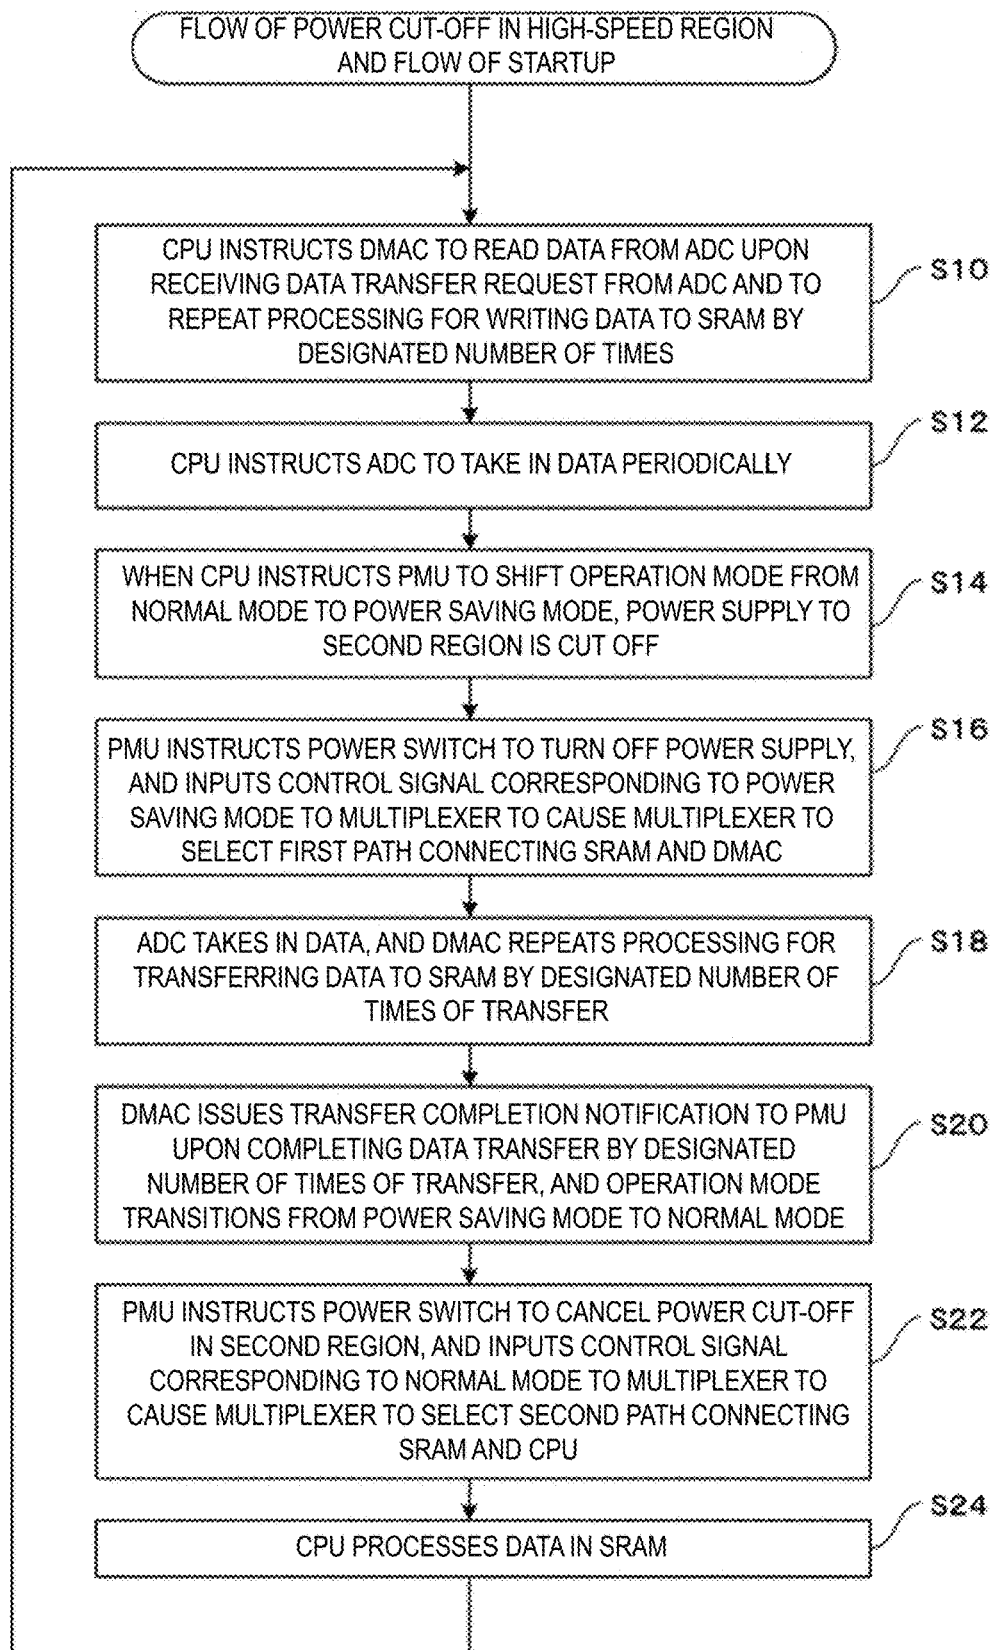 FLOW OF POWER CUT-OFF IN HIGH-SPEED REGION
AND FLOW OF STARTUP
CPU INSTRUCTS DMAC TO READ DATA FROM ADC UPON
RECEIVING DATA TRANSFER REQUEST FROM ADC AND TO
REPEAT PROCESSING FOR WRITING DATA TO SRAM BY
DESIGNATED NUMBER OF TIMES
S10
CPU INSTRUCTS ADC TO TAKE IN DATA PERIODICALLY
S12
WHEN CPU INSTRUCTS PMU TO SHIFT OPERATION MODE FROM
NORMAL MODE TO POWER SAVING MODE, POWER SUPPLY TO
SECOND REGION IS CUT OFF
S14
PMU INSTRUCTS POWER SWITCH TO TURN OFF POWER SUPPLY,
AND INPUTS CONTROL SIGNAL CORRESPONDING TO POWER
SAVING MODE TO MULTIPLEXER TO CAUSE MULTIPLEXER TO
SELECT FIRST PATH CONNECTING SRAM AND DMAC
S16
ADC TAKES IN DATA, AND DMAC REPEATS PROCESSING FOR
TRANSFERRING DATA TO SRAM BY DESIGNATED NUMBER OF
TIMES OF TRANSFER
S18
DMAC ISSUES TRANSFER COMPLETION NOTIFICATION TO PMU
UPON COMPLETING DATA TRANSFER BY DESIGNATED
NUMBER OF TIMES OF TRANSFER, AND OPERATION MODE
TRANSITIONS FROM POWER SAVING MODE TO NORMAL MODE
S20
PMU INSTRUCTS POWER SWITCH TO CANCEL POWER CUT-OFF
IN SECOND REGION, AND INPUTS CONTROL SIGNAL
CORRESPONDING TO NORMAL MODE TO MULTIPLEXER TO
CAUSE MULTIPLEXER TO SELECT SECOND PATH CONNECTING
SRAM AND CPU
S22
CPU PROCESSES DATA IN SRAM
S24